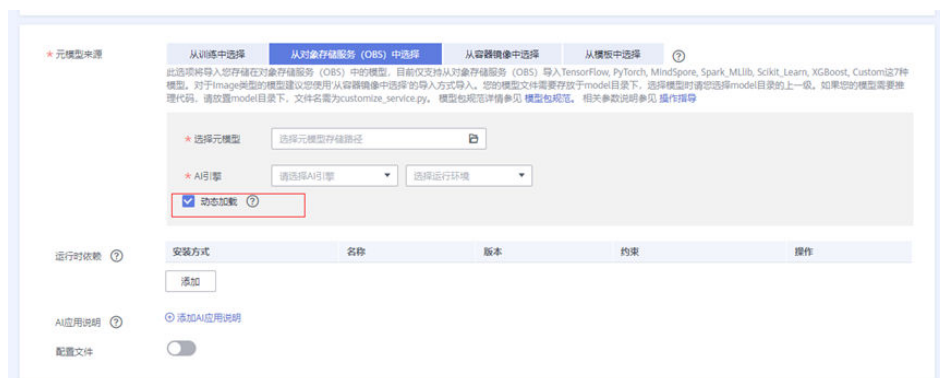 * 元模型来源
从训练中选择 从对象存储服务（OBS）中选择 从容器镜像中选择 从模板中选择 ?
此选项将导入您存储在对象存储服务（OBS）中的模型，目前仅支持从对象存储服务（OBS）导入TensorFlow, PyTorch, MindSpore, Spark_MLlib, Scikit_Learn, XGBoost, Custom这7种
模型。对于Image类型的模型建议您使用'从容器镜像中选择'的导入方式导入。您的模型文件需要存放于model目录下，选择模型时请您选择model目录的上一级。如果您的模型需要推
理代码，请放置model目录下，文件名需为customize_service.py。 模型包规范详情参见 模型包规范。 相关参数说明参见 操作指导
* 选择元模型 选择元模型存储路径
* AI引擎 请选择AI引擎 选择运行环境
动态加载 ?
运行时依赖 ? 安装方式 名称 版本 约束 操作
添加
AI应用说明 ? 添加AI应用说明
配置文件